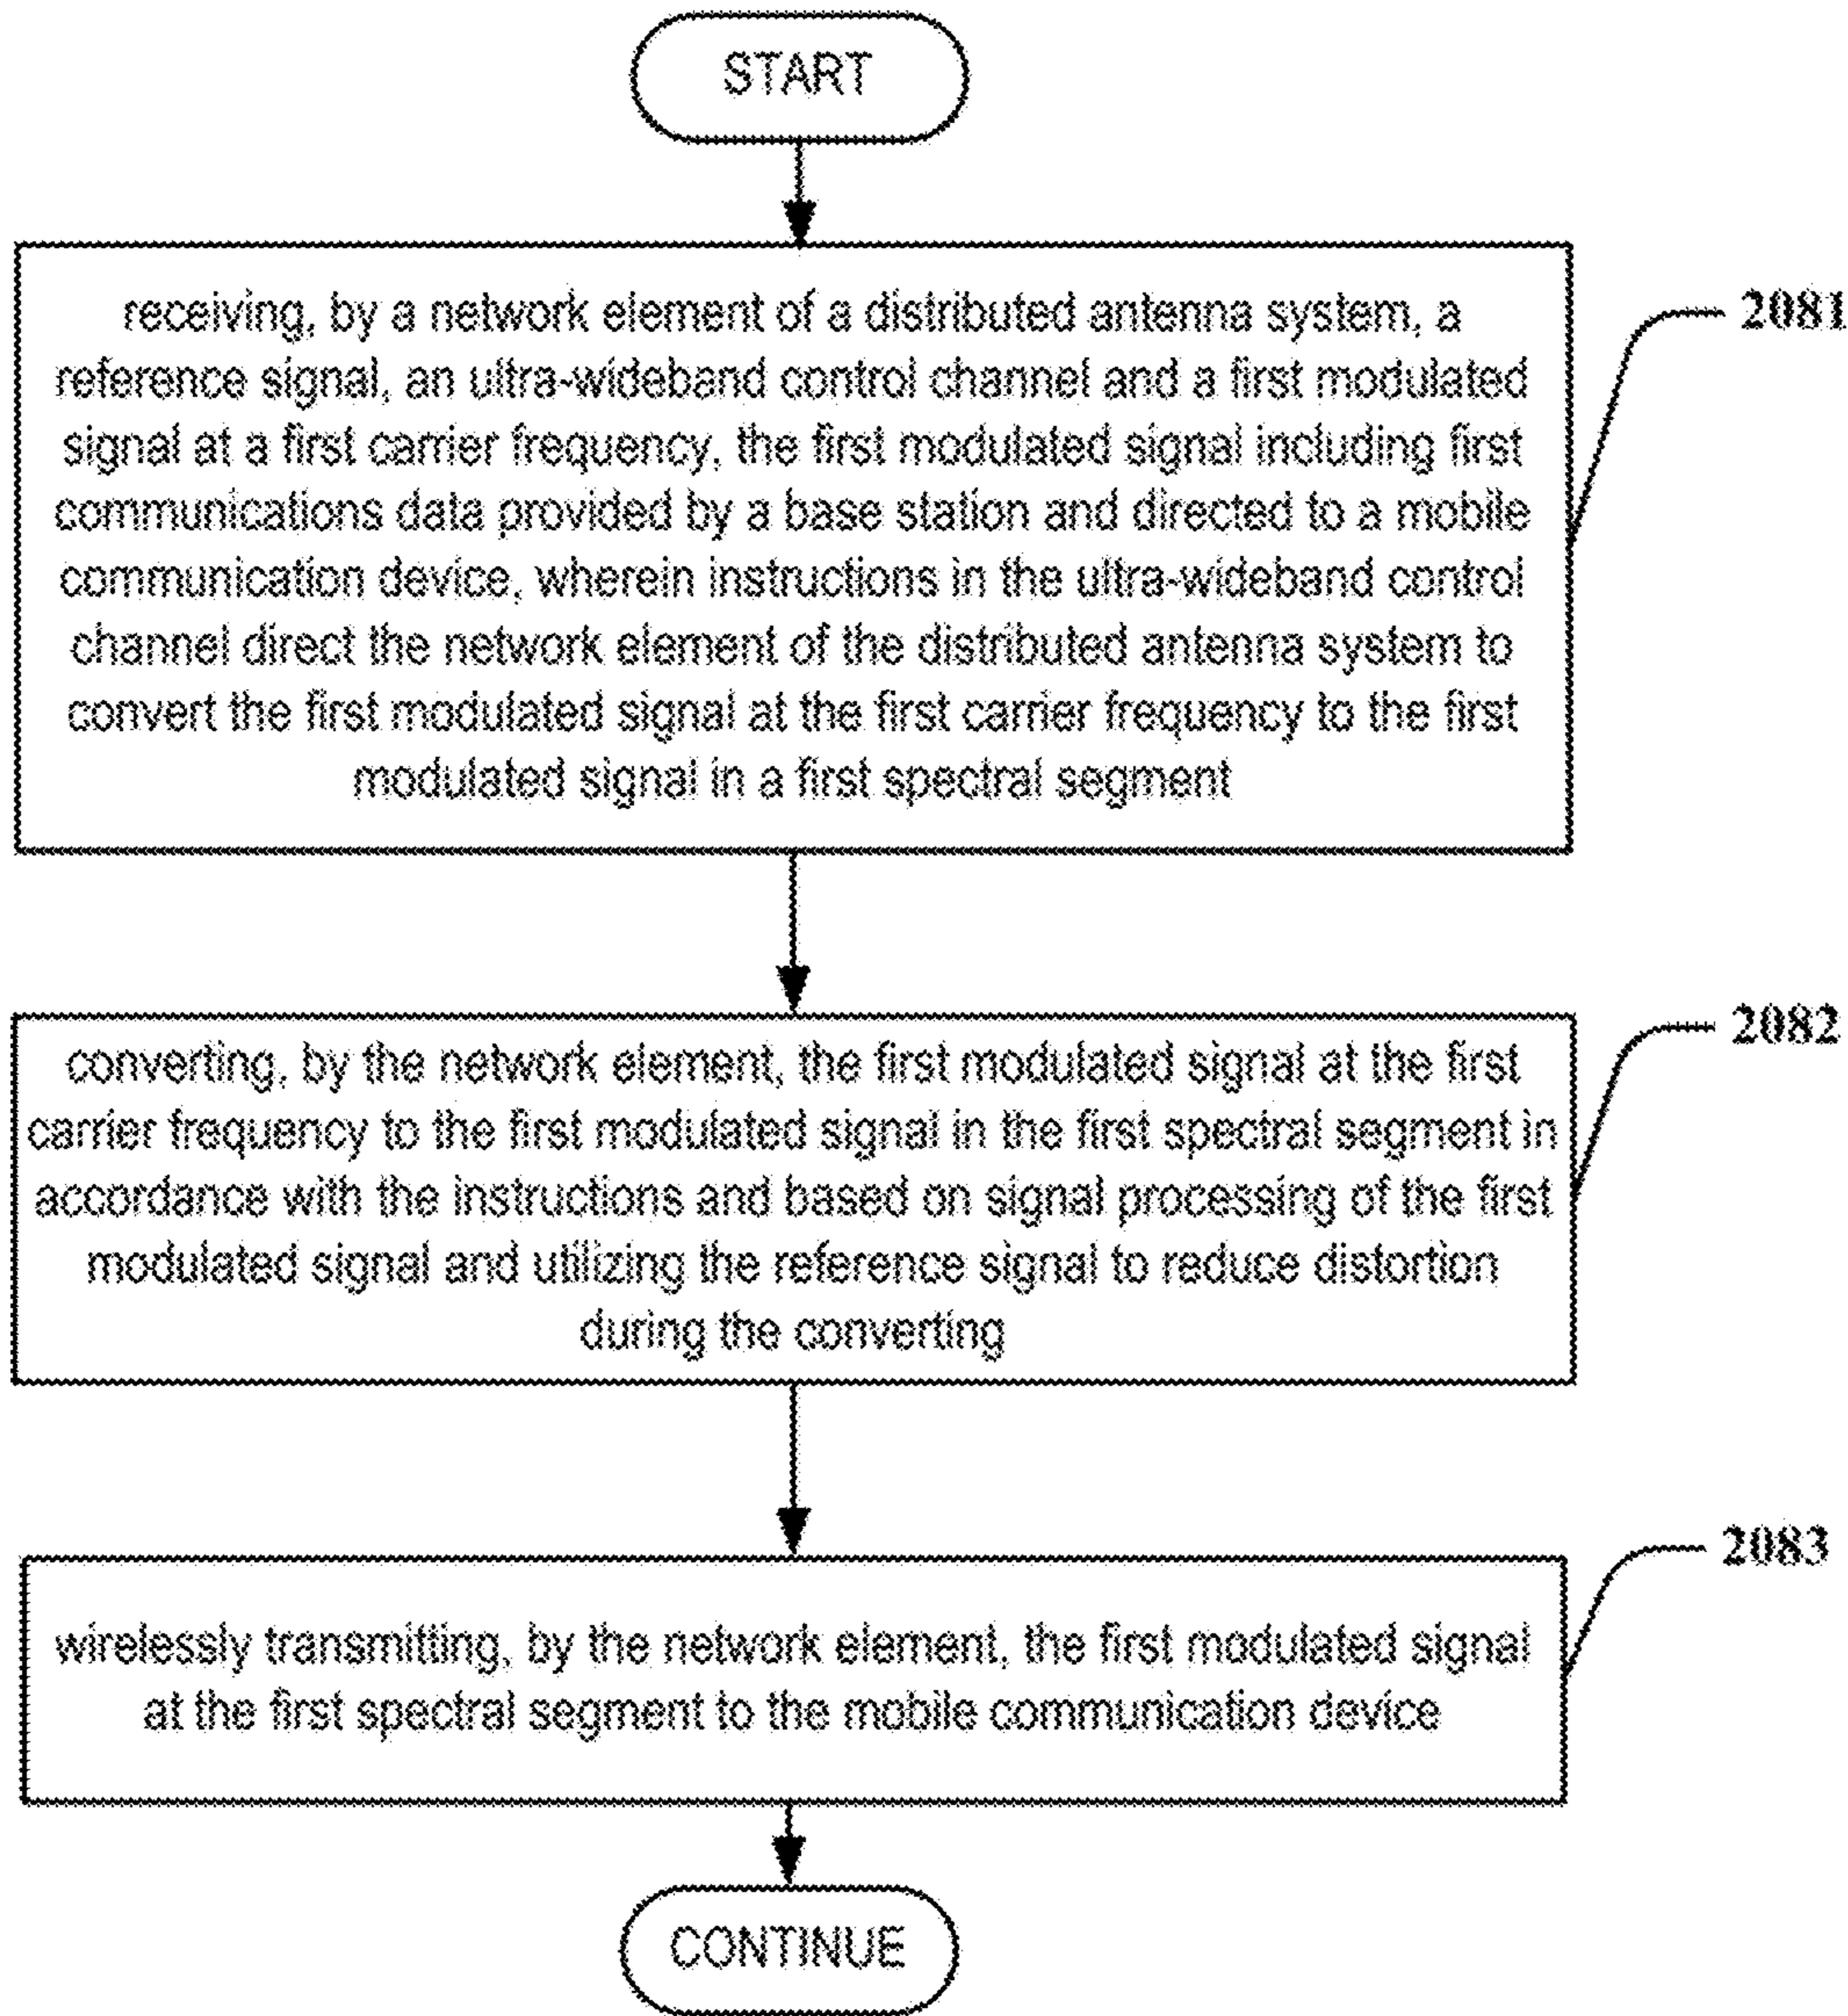 START
receiving, by a network element of a distributed antenna system, a
reference signal, an ultra-wideband control channel and a first modulated
signal at a first carrier frequency, the first modulated signal including first
communications data provided by a base station and directed to a mobile
communication device, wherein instructions in the ultra-wideband control
channel direct the network element of the distributed antenna system to
convert the first modulated signal at the first carrier frequency to the first
modulated signal in a first spectral segment
2081
converting, by the network element, the first modulated signal at the first
carrier frequency to the first modulated signal in the first spectral segment in
accordance with the instructions and based on signal processing of the first
modulated signal and utilizing the reference signal to reduce distortion
during the converting
2082
wirelessly transmitting, by the network element, the first modulated signal
at the first spectral segment to the mobile communication device
2083
CONTINUE